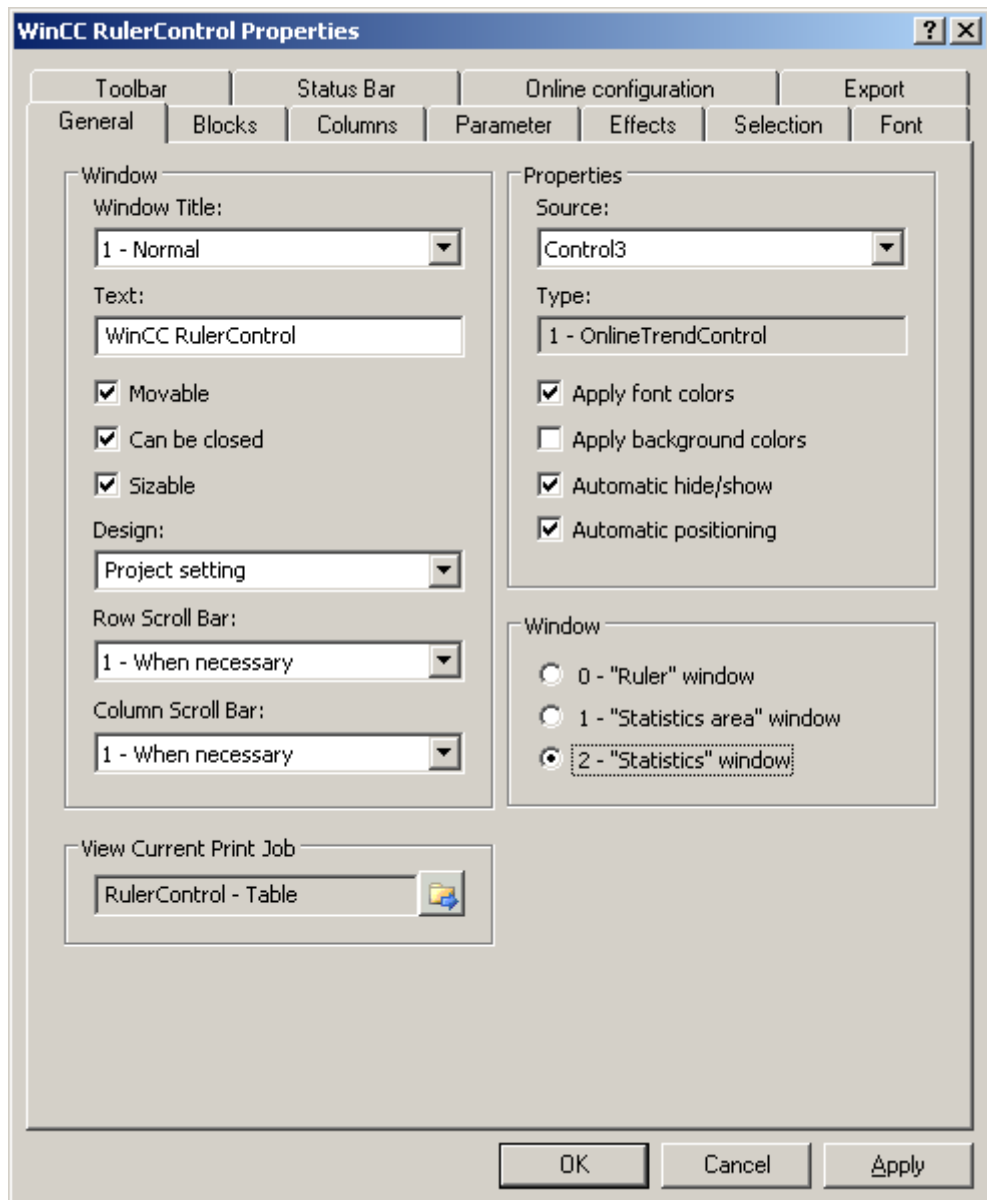 WinCC RulerControl Properties
Toolbar Status Bar Online configuration Export
General Blocks Columns Parameter Effects Selection Font
Window
Window Title:
1 - Normal
Text:
WinCC RulerControl
Movable
Can be closed
Sizable
Design:
Project setting
Row Scroll Bar:
1 - When necessary
Column Scroll Bar:
1 - When necessary
View Current Print Job
RulerControl - Table
Properties
Source:
Control3
Type:
1 - OnlineTrendControl
Apply font colors
Apply background colors
Automatic hide/show
Automatic positioning
Window
0 - "Ruler" window
1 - "Statistics area" window
2 - "Statistics" window
OK Cancel Apply